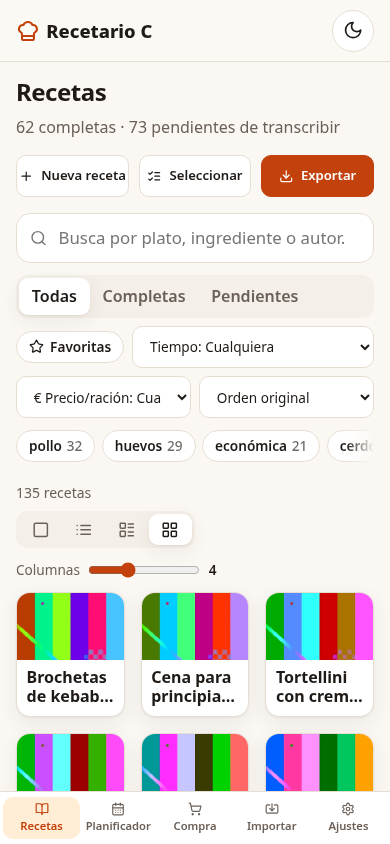 Recetario C
Recetas
62 completas · 73 pendientes de transcribir
Nueva receta
Seleccionar
Exportar
Busca por plato, ingrediente o autor.
Todas
Completas
Pendientes
Favoritas
Tiempo: Cualquiera
€ Precio/ración: Cua
Orden original
pollo 32
huevos 29
económica 21
cerdo
135 recetas
Columnas
4
Brochetas
de kebab...
Cena para
principia...
Tortellini
con crem...
Recetas
Planificador
Compra
Importar
Ajustes